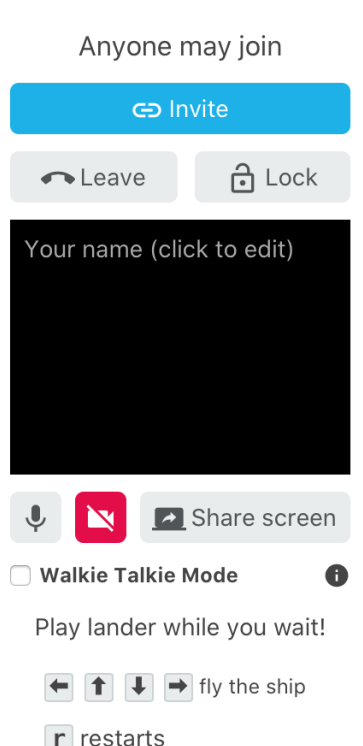 Anyone may join
Invite
Leave
Lock
Your name (click to edit)
Share screen
Walkie Talkie Mode
Play lander while you wait!
fly the ship
r restarts